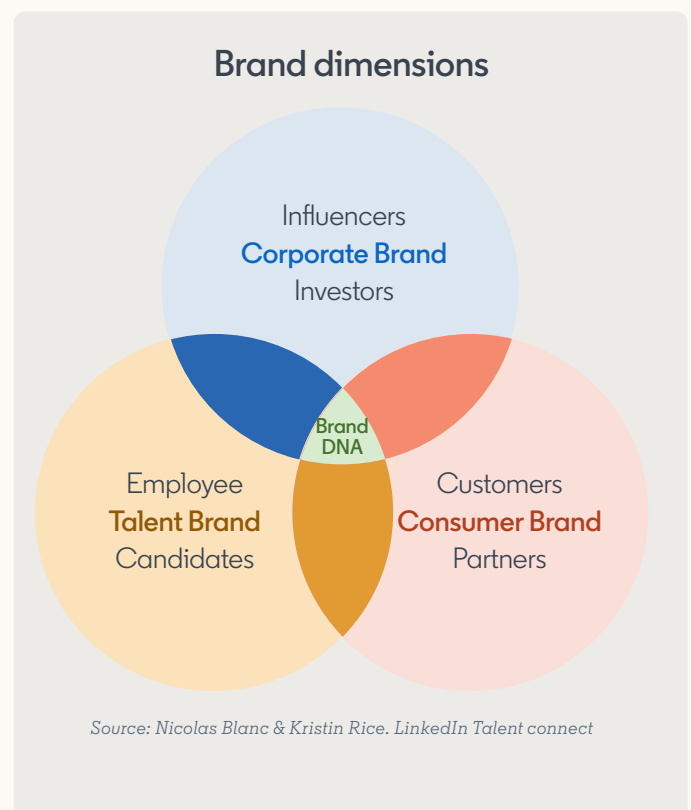 Brand dimensions
Influencers
Corporate Brand
Investors
Brand
DNA
Employee
Talent Brand
Candidates
Customers
Consumer Brand
Partners
Source: Nicolas Blanc & Kristin Rice. LinkedIn Talent connect